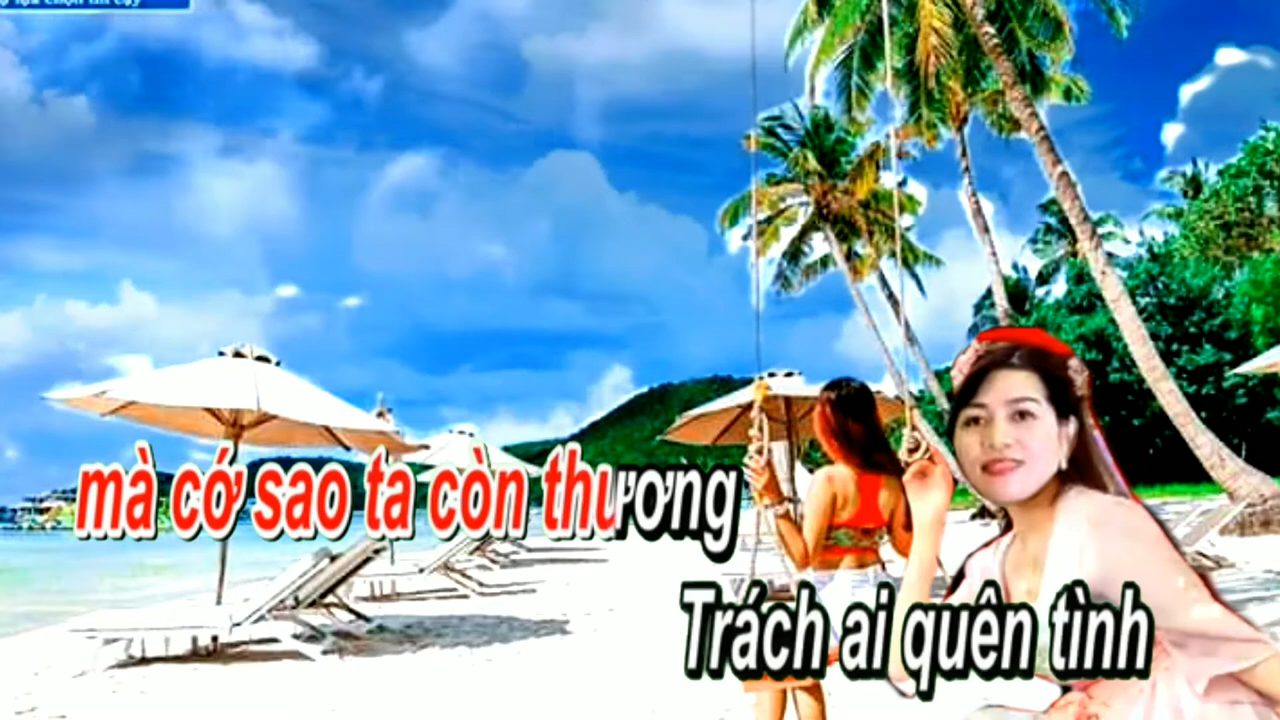 mà cớ sao ta còn thương
Trách ai quên tình